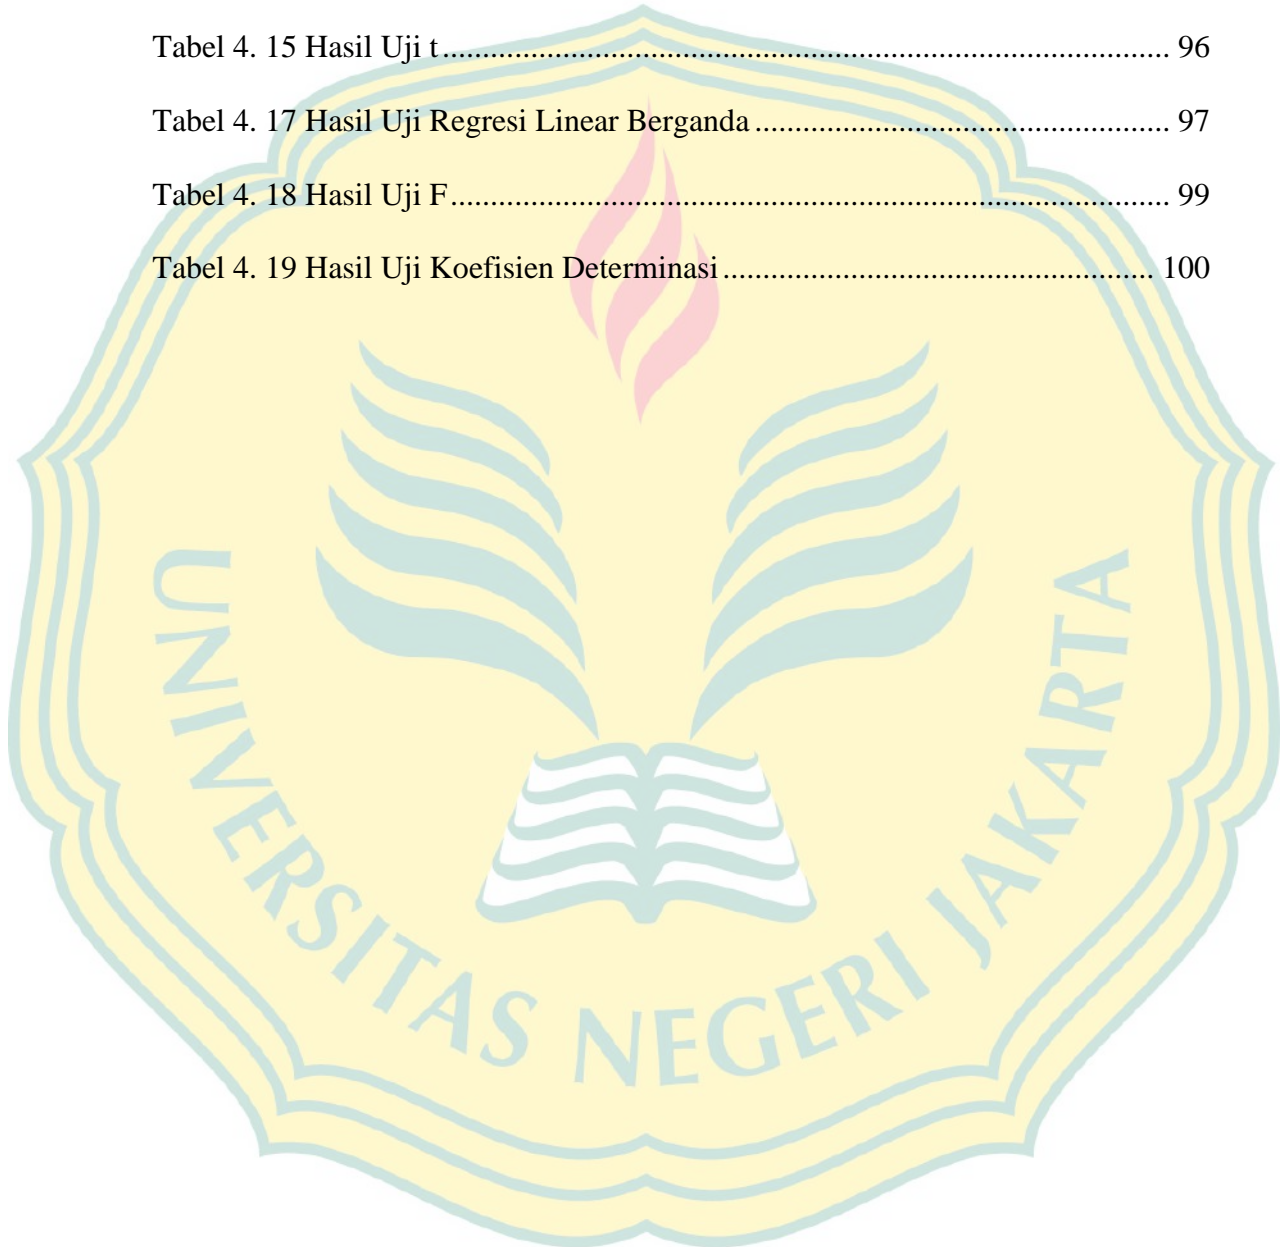 Tabel 4. 15 Hasil Uji t........................................................................................... 96
Tabel 4. 17 Hasil Uji Regresi Linear Berganda.................................................... 97
Tabel 4. 18 Hasil Uji F.......................................................................................... 99
Tabel 4. 19 Hasil Uji Koefisien Determinasi...................................................... 100
UNIVERSITAS NEGERI JAKARTA